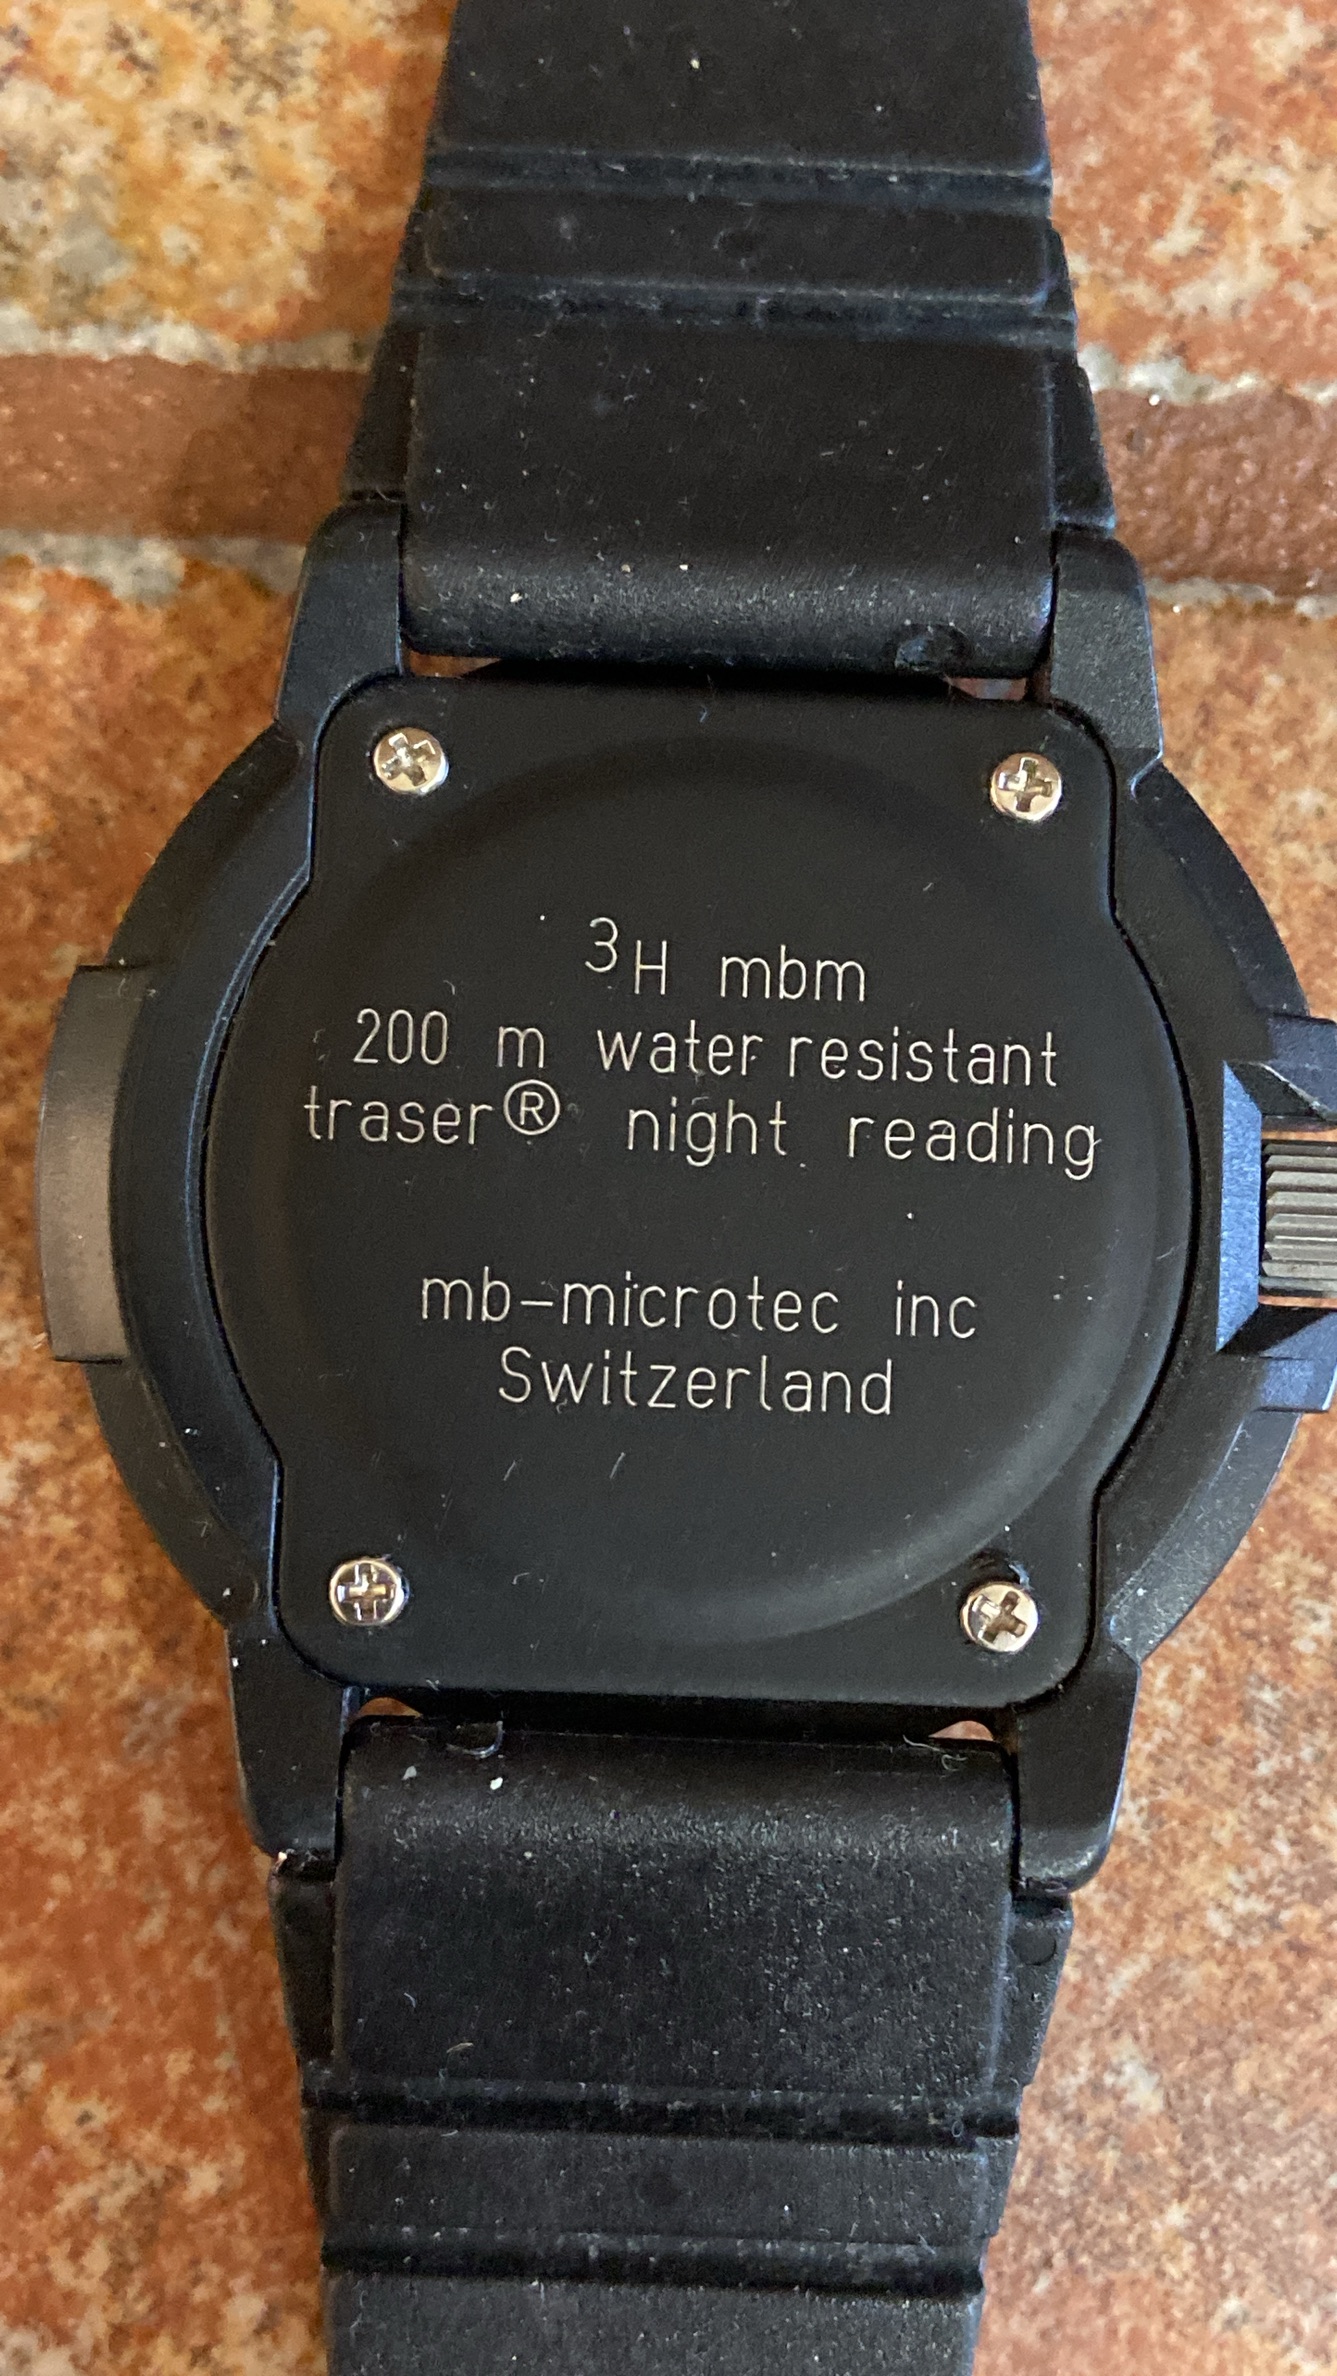 ³H mbm
200 m water resistant
traser® night reading
mb-microtec inc
Switzerland